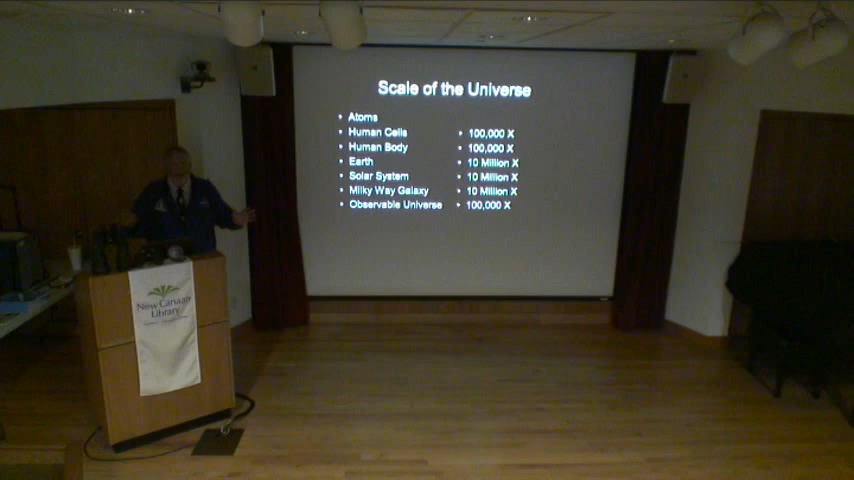 Scale of the Universe
• Atoms
• Human Cells • 100,000 X
• Human Body • 100,000 X
• Earth • 10 Million X
• Solar System • 10 Million X
• Milky Way Galaxy • 10 Million X
• Observable Universe • 100,000 X
New Canaan
Library